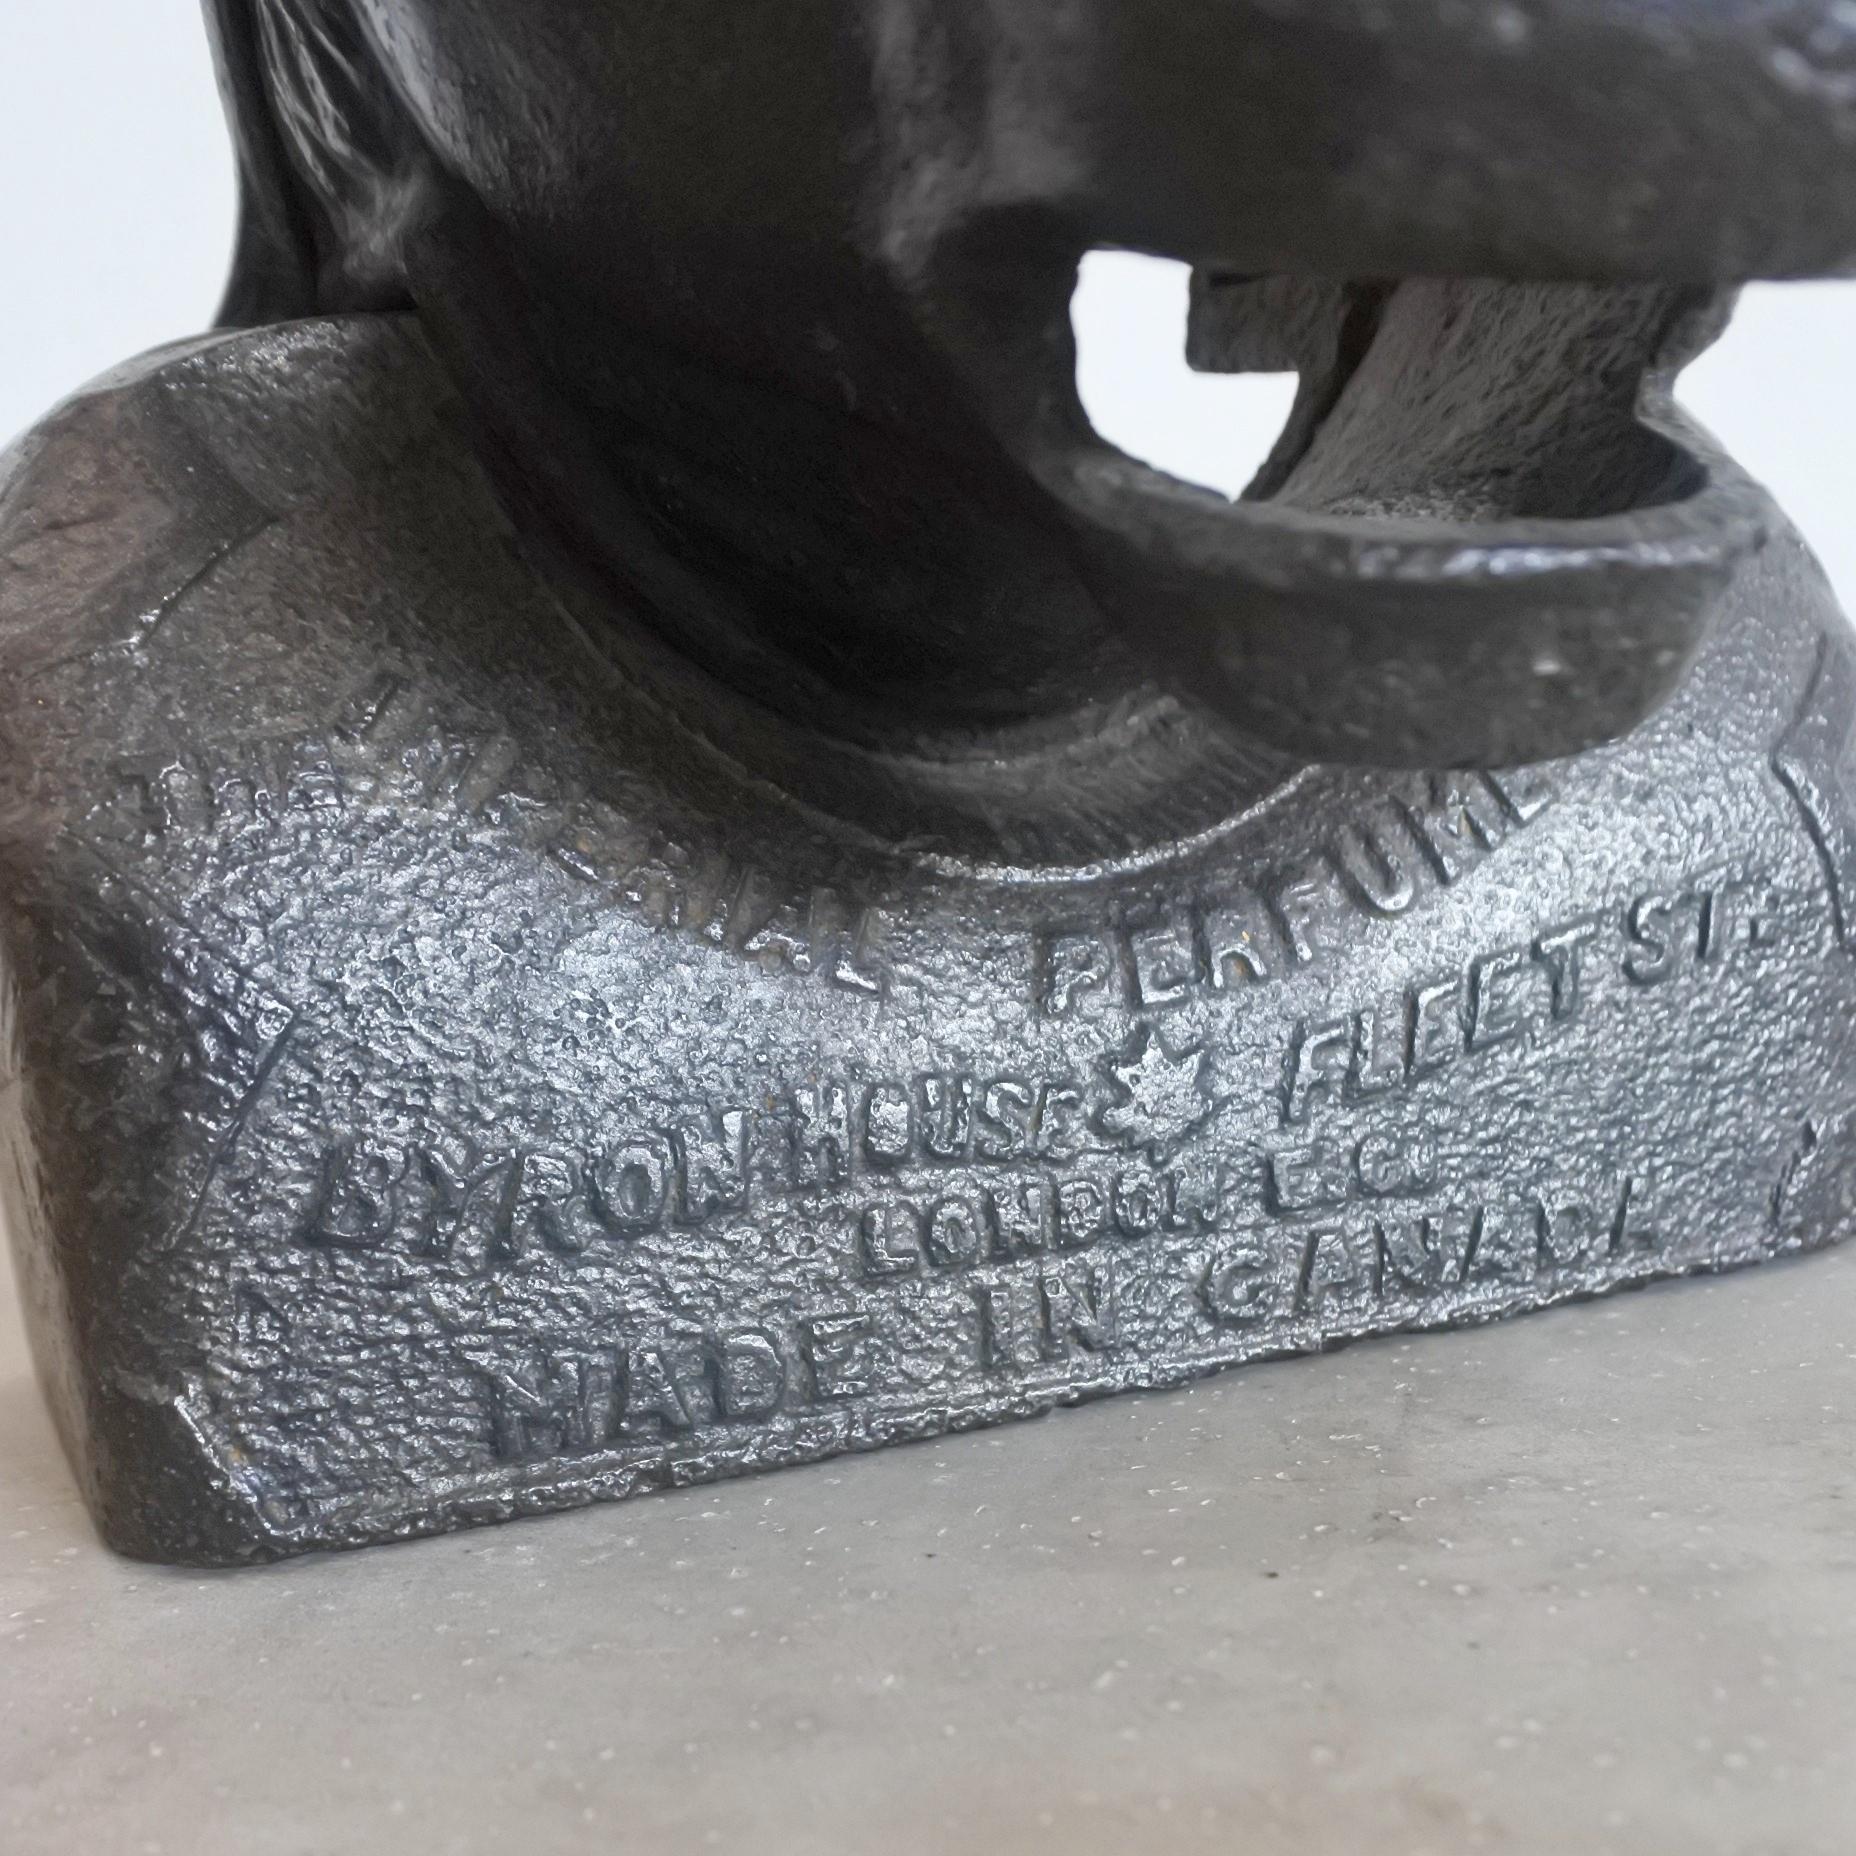 PERFUME
BYRON HOUSE FLEET ST.
LONDON E.C.
MADE IN CANADA